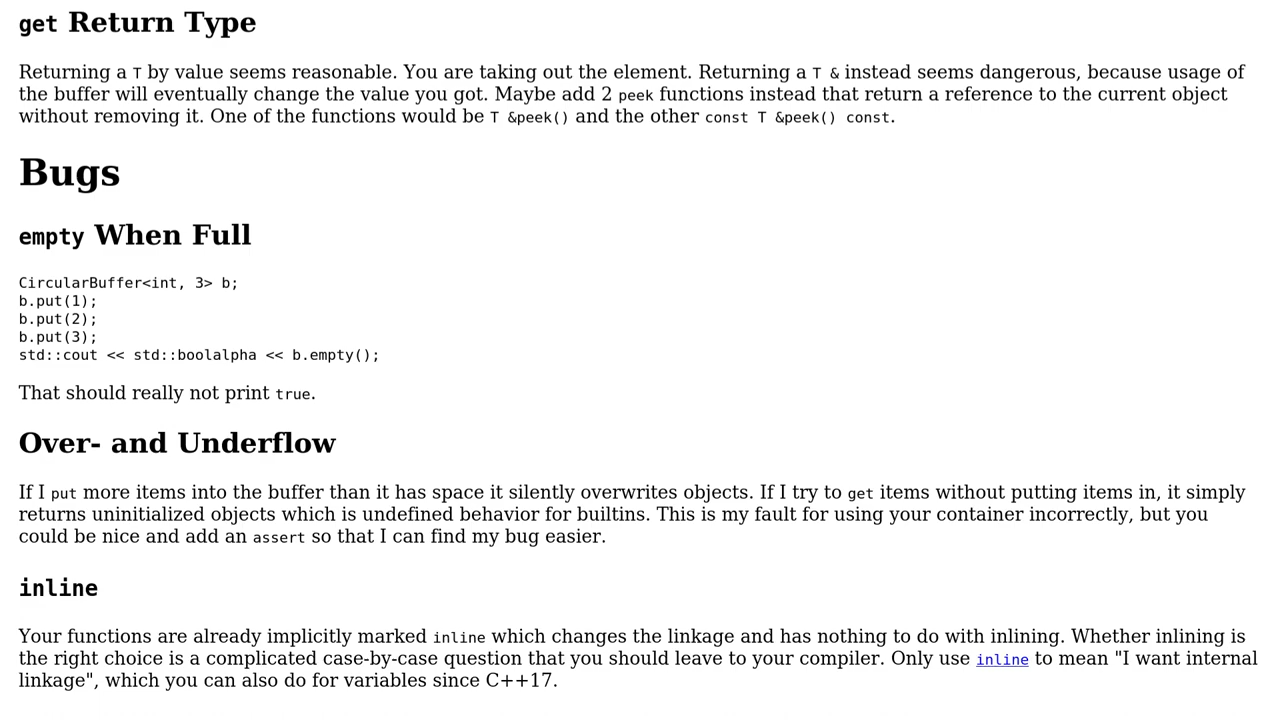 get Return Type
Returning a T by value seems reasonable. You are taking out the element. Returning a T & instead seems dangerous, because usage of
the buffer will eventually change the value you got. Maybe add 2 peek functions instead that return a reference to the current object
without removing it. One of the functions would be T &peek() and the other const T &peek() const.
Bugs
empty When Full
CircularBuffer<int, 3> b;
b.put(1);
b.put(2);
b.put(3);
std::cout << std::boolalpha << b.empty();
That should really not print true.
Over- and Underflow
If I put more items into the buffer than it has space it silently overwrites objects. If I try to get items without putting items in, it simply
returns uninitialized objects which is undefined behavior for builtins. This is my fault for using your container incorrectly, but you
could be nice and add an assert so that I can find my bug easier.
inline
Your functions are already implicitly marked inline which changes the linkage and has nothing to do with inlining. Whether inlining is
the right choice is a complicated case-by-case question that you should leave to your compiler. Only use inline to mean "I want internal
linkage", which you can also do for variables since C++17.